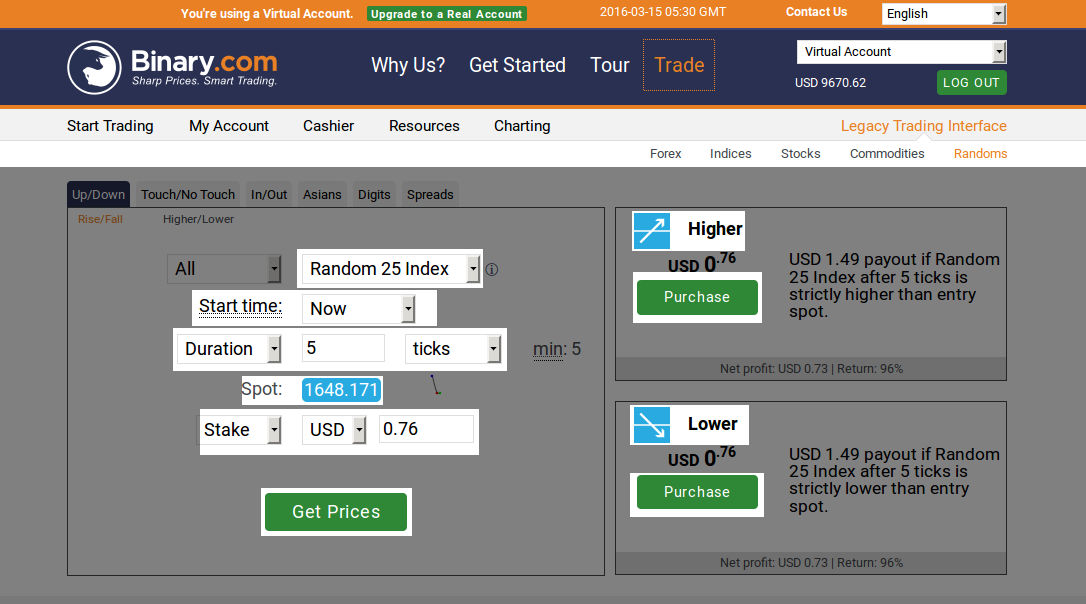 You're using a Virtual Account. Upgrade to a Real Account 2016-03-15 05:30 GMT Contact Us English
Binary.com
Sharp Prices. Smart Trading.
Why Us? Get Started Tour Trade
Virtual Account
USD 9670.62 LOG OUT
Start Trading My Account Cashier Resources Charting Legacy Trading Interface
Forex Indices Stocks Commodities Randoms
Up/Down Touch/No Touch In/Out Asians Digits Spreads
Rise/Fall Higher/Lower
All Random 25 Index
Start time: Now
Duration 5 ticks min: 5
Spot: 1648.171
Stake USD 0.76
Get Prices
Higher
USD 0.76
Purchase
USD 1.49 payout if Random
25 Index after 5 ticks is
strictly higher than entry
spot.
Net profit: USD 0.73 | Return: 96%
Lower
USD 0.76
Purchase
USD 1.49 payout if Random
25 Index after 5 ticks is
strictly lower than entry
spot.
Net profit: USD 0.73 | Return: 96%